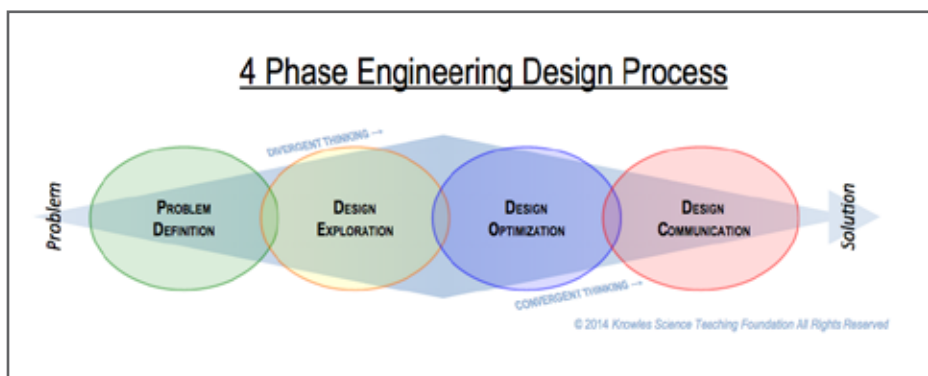 4 Phase Engineering Design Process
DIVERGENT THINKING →
Problem
PROBLEM
DEFINITION
DESIGN
EXPLORATION
DESIGN
OPTIMIZATION
DESIGN
COMMUNICATION
Solution
CONVERGENT THINKING →
© 2014 Knowles Science Teaching Foundation All Rights Reserved